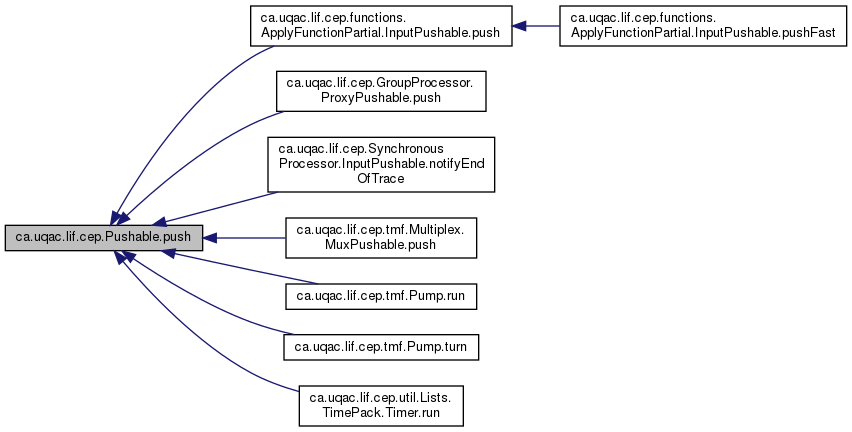 ca.uqac.lif.cep.functions.
ApplyFunctionPartial.InputPushable.push
ca.uqac.lif.cep.functions.
ApplyFunctionPartial.InputPushable.pushFast
ca.uqac.lif.cep.GroupProcessor.
ProxyPushable.push
ca.uqac.lif.cep.Synchronous
Processor.InputPushable.notifyEnd
OfTrace
ca.uqac.lif.cep.Pushable.push
ca.uqac.lif.cep.tmf.Multiplex.
MuxPushable.push
ca.uqac.lif.cep.tmf.Pump.run
ca.uqac.lif.cep.tmf.Pump.turn
ca.uqac.lif.cep.util.Lists.
TimePack.Timer.run